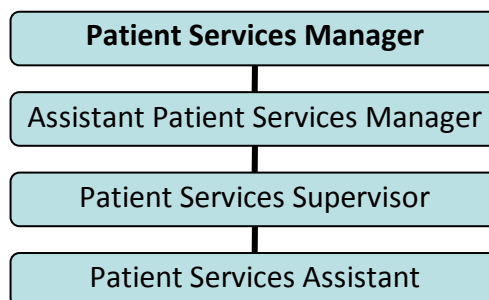 Patient Services Manager
Assistant Patient Services Manager
Patient Services Supervisor
Patient Services Assistant